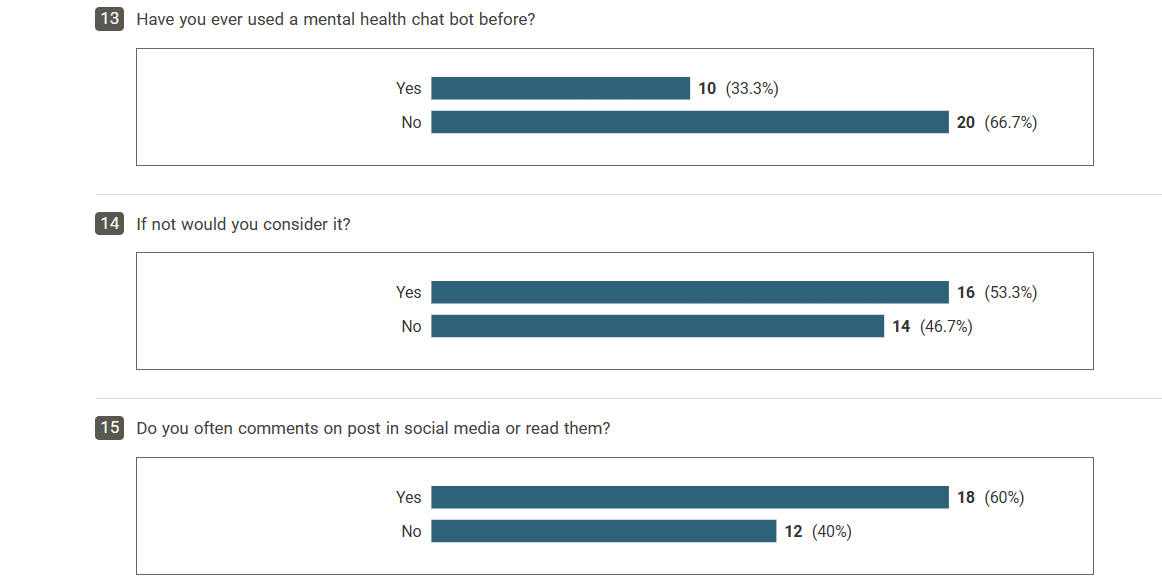 13 Have you ever used a mental health chat bot before?
Yes 10 (33.3%)
No 20 (66.7%)
14 If not would you consider it?
Yes 16 (53.3%)
No 14 (46.7%)
15 Do you often comments on post in social media or read them?
Yes 18 (60%)
No 12 (40%)